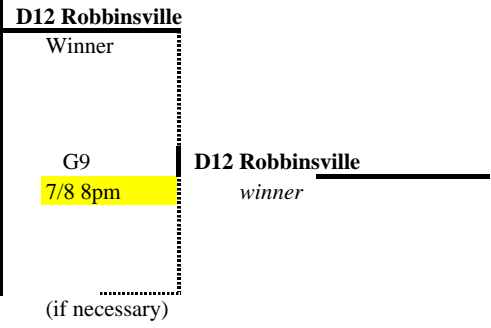 D12 Robbinsville
Winner
G9
D12 Robbinsville
7/8 8pm
winner
(if necessary)